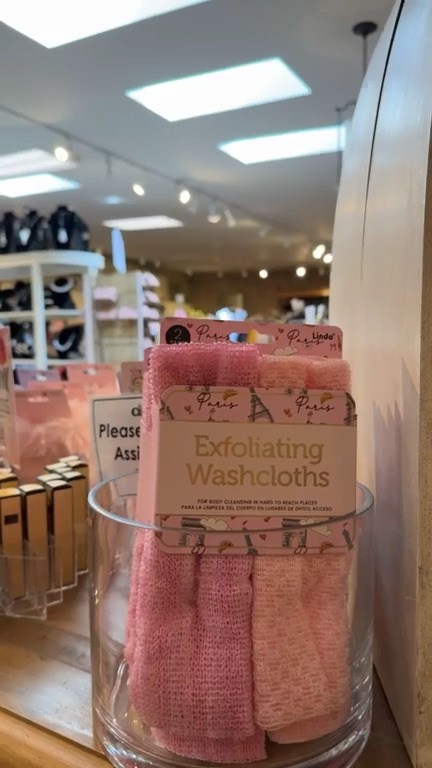 2
Paris
Lindo
Paris
Paris
Exfoliating
Washcloths
FOR BODY CLEANSING IN HARD TO REACH PLACES
PARA LA LIMPIEZA DEL CUERPO EN LUGARES DE DIFÍCIL ACCESO
Please